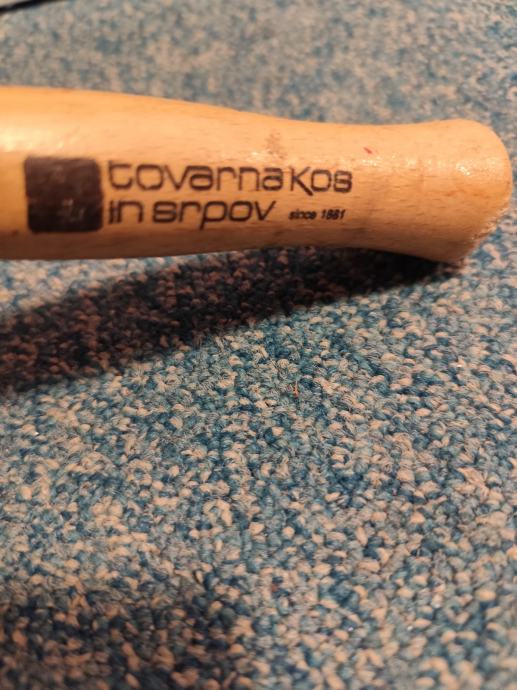 tovarna kos
in srpov since 1881